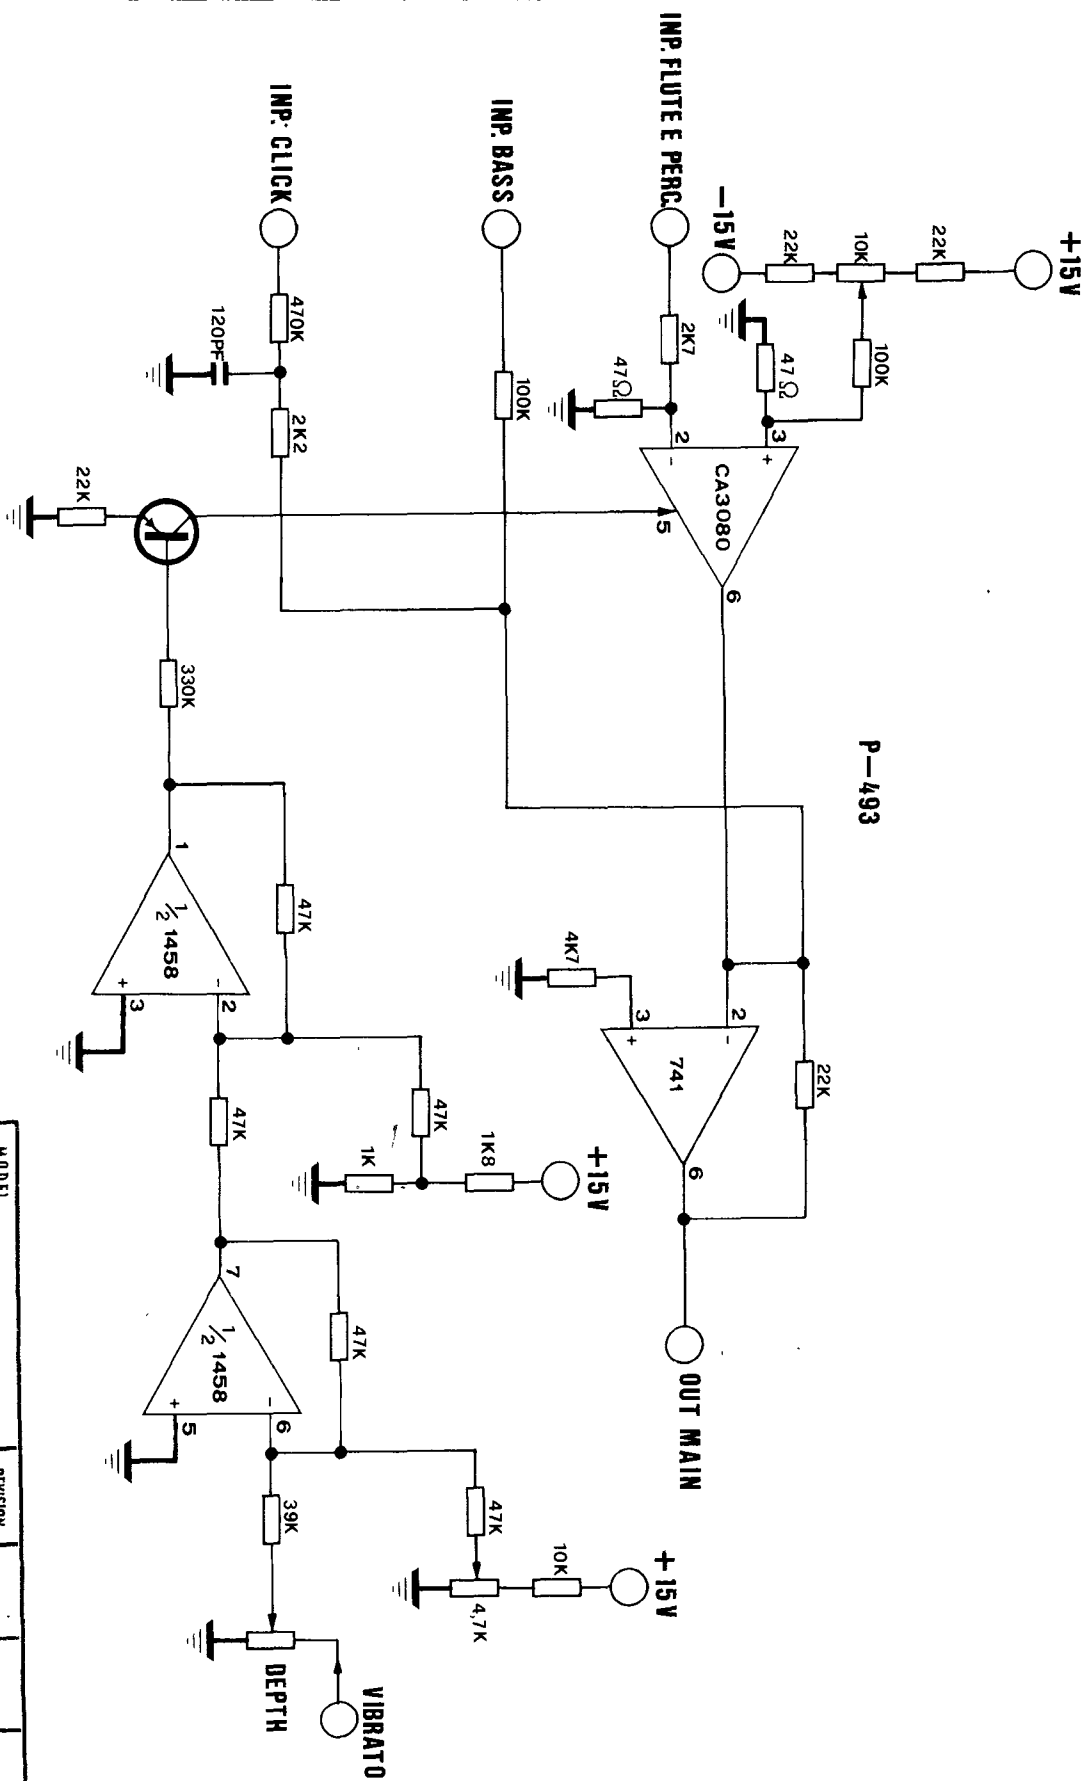 +15V
22K
10K
22K
-15V
100K
47Ω
INP. FLUTE E PERC.
2K7
47Ω
3
+
2
-
CA3080
5
6
INP. BASS
100K
INP. CLICK
470K
120PF
2K2
22K
330K
P-493
4K7
3
+
2
-
741
6
22K
OUT MAIN
1
1/2 1458
+
3
-
2
47K
47K
47K
1K
1K8
+15V
7
1/2 1458
+
5
-
6
47K
39K
47K
10K
+15V
4,7K
DEPTH
VIBRATO
MODEL
REVISION